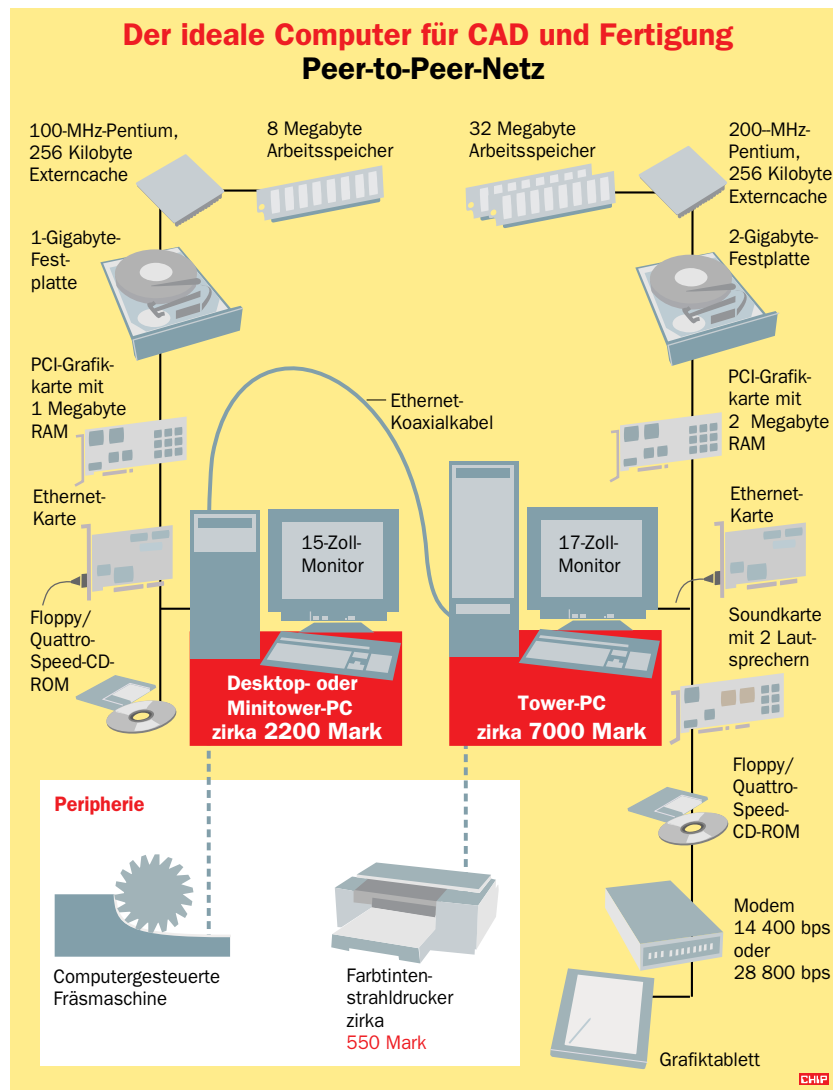 Der ideale Computer für CAD und Fertigung
Peer-to-Peer-Netz
100-MHz-Pentium,
256 Kilobyte
Externcache
8 Megabyte
Arbeitsspeicher
32 Megabyte
Arbeitsspeicher
200–MHz-
Pentium,
256 Kilobyte
Externcache
1-Gigabyte-
Fest-
platte
2-Gigabyte-
Festplatte
PCI-Grafik-
karte mit
1 Megabyte
RAM
Ethernet-
Koaxialkabel
PCI-Grafik-
karte mit
2 Megabyte
RAM
Ethernet-
Karte
15-Zoll-
Monitor
17-Zoll-
Monitor
Ethernet-
Karte
Floppy/
Quattro-
Speed-CD-
ROM
Soundkarte
mit 2 Laut-
sprechern
Desktop- oder
Minitower-PC
zirka 2200 Mark
Tower-PC
zirka 7000 Mark
Floppy/
Quattro-
Speed-
CD-ROM
Peripherie
Computergesteuerte
Fräsmaschine
Farbtinten-
strahldrucker
zirka
550 Mark
Modem
14 400 bps
oder
28 800 bps
Grafiktablett
CHIP